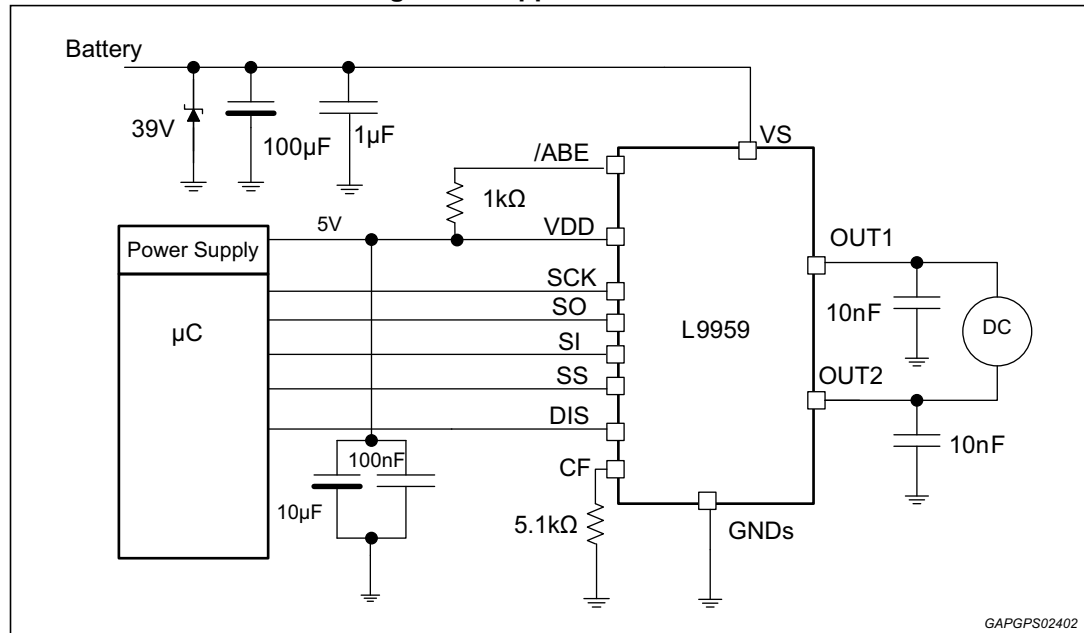 Battery
39V
100µF
1µF
VS
/ABE
1kΩ
5V
VDD
Power Supply
OUT1
SCK
SO
µC
L9959
10nF
DC
SI
SS
OUT2
DIS
100nF
CF
10nF
10µF
5.1kΩ
GNDs
GAPGPS02402